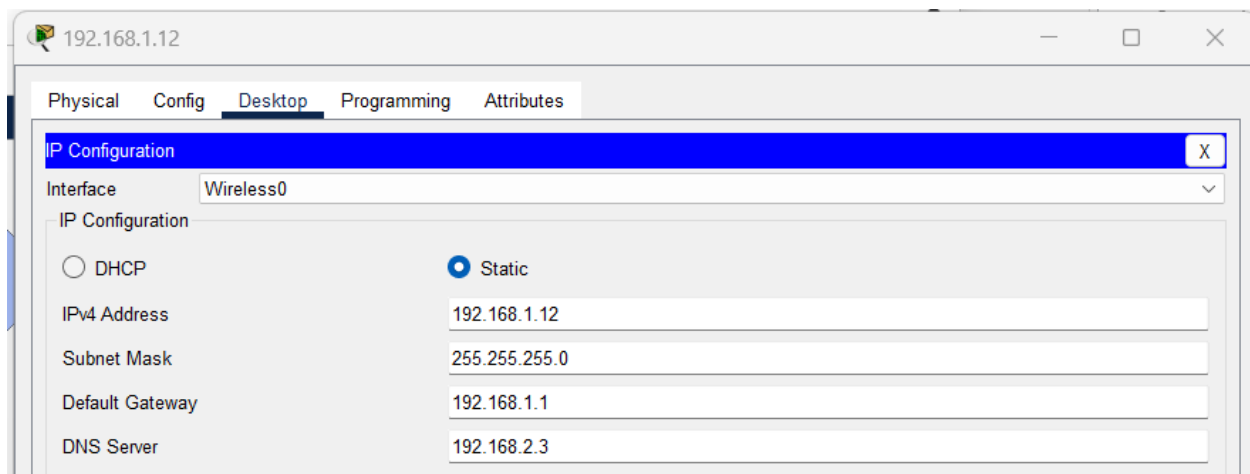 192.168.1.12
Physical Config Desktop Programming Attributes
IP Configuration X
Interface Wireless0
IP Configuration
DHCP Static
IPv4 Address 192.168.1.12
Subnet Mask 255.255.255.0
Default Gateway 192.168.1.1
DNS Server 192.168.2.3